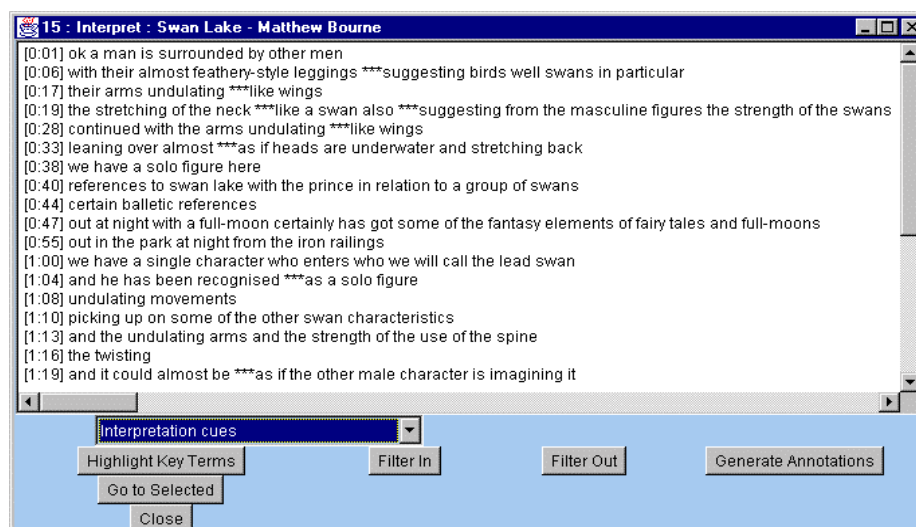 15 : Interpret : Swan Lake - Matthew Bourne
[0:01] ok a man is surrounded by other men
[0:06] with their almost feathery-style leggings ***suggesting birds well swans in particular
[0:17] their arms undulating ***like wings
[0:19] the stretching of the neck ***like a swan also ***suggesting from the masculine figures the strength of the swans
[0:28] continued with the arms undulating ***like wings
[0:33] leaning over almost ***as if heads are underwater and stretching back
[0:38] we have a solo figure here
[0:40] references to swan lake with the prince in relation to a group of swans
[0:44] certain balletic references
[0:47] out at night with a full-moon certainly has got some of the fantasy elements of fairy tales and full-moons
[0:55] out in the park at night from the iron railings
[1:00] we have a single character who enters who we will call the lead swan
[1:04] and he has been recognised ***as a solo figure
[1:08] undulating movements
[1:10] picking up on some of the other swan characteristics
[1:13] and the undulating arms and the strength of the use of the spine
[1:16] the twisting
[1:19] and it could almost be ***as if the other male character is imagining it
Interpretation cues
Highlight Key Terms Filter In Filter Out Generate Annotations
Go to Selected
Close